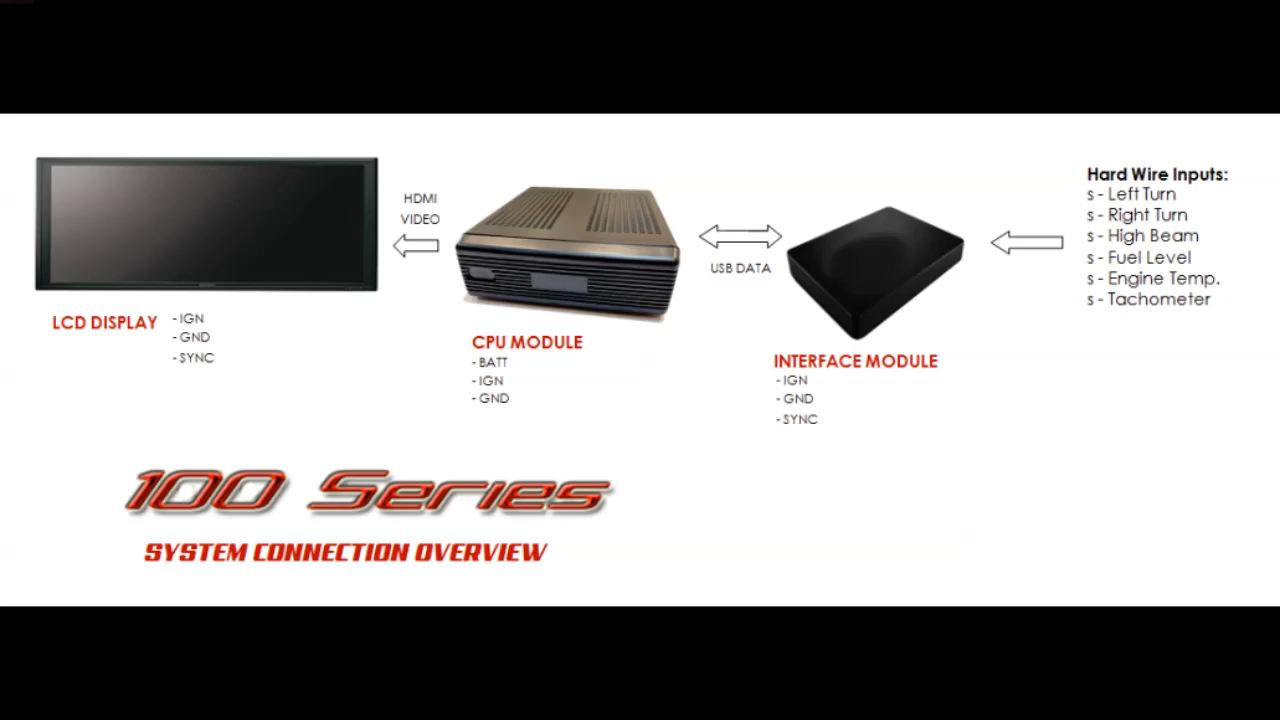 HDMI
VIDEO
LCD DISPLAY
- IGN
- GND
- SYNC
CPU MODULE
- BATT
- IGN
- GND
USB DATA
INTERFACE MODULE
- IGN
- GND
- SYNC
Hard Wire Inputs:
s - Left Turn
s - Right Turn
s - High Beam
s - Fuel Level
s - Engine Temp.
s - Tachometer
100 Series
SYSTEM CONNECTION OVERVIEW